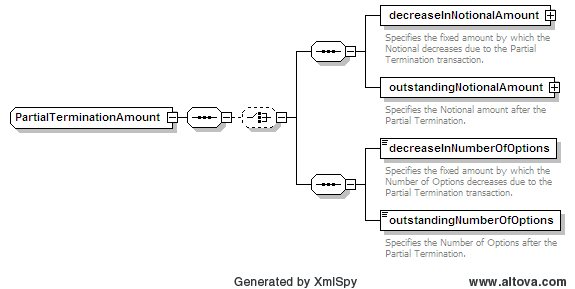 decreaseInNotionalAmount
Specifies the fixed amount by which the
Notional decreases due to the Partial
Termination transaction.
outstandingNotionalAmount
Specifies the Notional amount after the
Partial Termination.
PartialTerminationAmount
decreaseInNumberOfOptions
Specifies the fixed amount by which the
Number of Options decreases due to the
Partial Termination transaction.
outstandingNumberOfOptions
Specifies the Number of Options after the
Partial Termination.
Generated by XmlSpy
www.altova.com